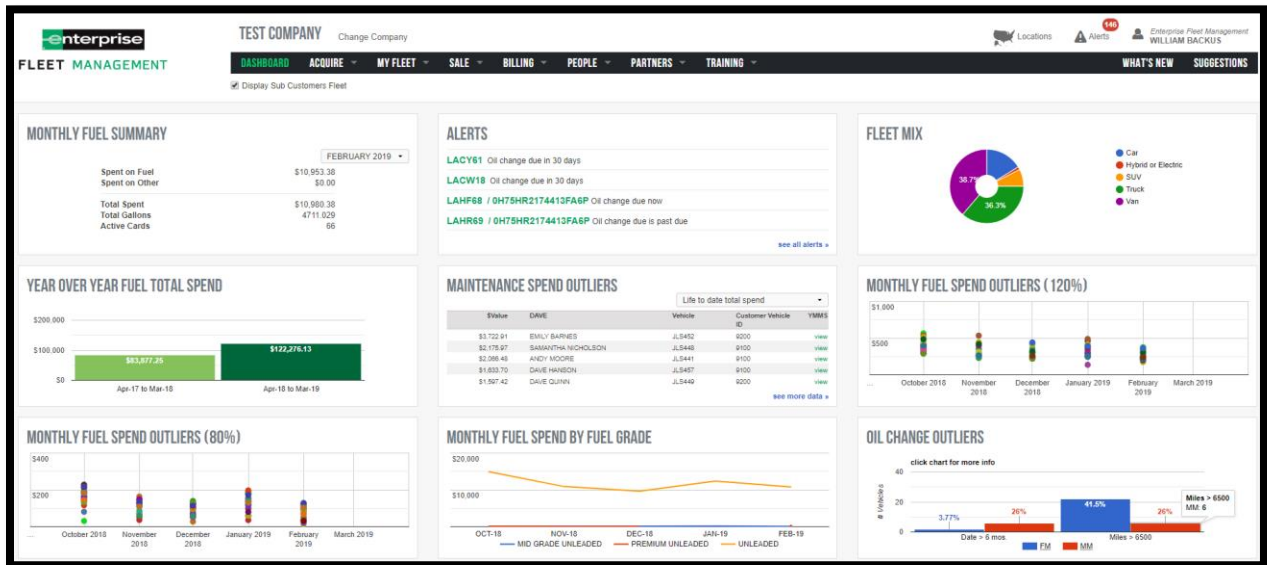 enterprise
FLEET MANAGEMENT
TEST COMPANY Change Company
Locations
146
Alerts
Enterprise Fleet Management
WILLIAM BACKUS
DASHBOARD ACQUIRE MY FLEET SALE BILLING PEOPLE PARTNERS TRAINING WHAT'S NEW SUGGESTIONS
Display Sub Customers Fleet
MONTHLY FUEL SUMMARY
FEBRUARY 2019
Spent on Fuel $10,953.38
Spent on Other $0.00
Total Spent $10,980.38
Total Gallons 4711.029
Active Cards 66
ALERTS
LACY61 Oil change due in 30 days
LACW18 Oil change due in 30 days
LAHF68 / 0H75HR2174413FA6P Oil change due now
LAHR69 / 0H75HR2174413FA6P Oil change due is past due
see all alerts »
FLEET MIX
38.7%
36.3%
Car
Hybrid or Electric
SUV
Truck
Van
YEAR OVER YEAR FUEL TOTAL SPEND
$200,000
$100,000
$0
$83,877.25
$122,276.13
Apr-17 to Mar-18 Apr-18 to Mar-19
MAINTENANCE SPEND OUTLIERS
Life to date total spend
$Value DAVE Vehicle Customer Vehicle ID YMMS
$3,722.91 EMILY BARNES JLS452 9200 view
$2,175.97 SAMANTHA NICHOLSON JLS448 9100 view
$2,066.48 ANDY MOORE JLS441 9100 view
$1,633.70 DAVE HANSON JLS457 9100 view
$1,597.42 DAVE QUINN JLS449 9200 view
see more data »
MONTHLY FUEL SPEND OUTLIERS (120%)
$1,000
$500
... October 2018 November 2018 December 2018 January 2019 February 2019 March 2019
MONTHLY FUEL SPEND OUTLIERS (80%)
$400
$200
... October 2018 November 2018 December 2018 January 2019 February 2019 March 2019
MONTHLY FUEL SPEND BY FUEL GRADE
$20,000
$10,000
OCT-18 NOV-18 DEC-18 JAN-19 FEB-19
MID GRADE UNLEADED PREMIUM UNLEADED UNLEADED
OIL CHANGE OUTLIERS
click chart for more info
# Vehicles
40
20
0
3.77%
26%
41.5%
26%
Miles > 6500
MM: 6
Date > 6 mos. Miles > 6500
FM MM